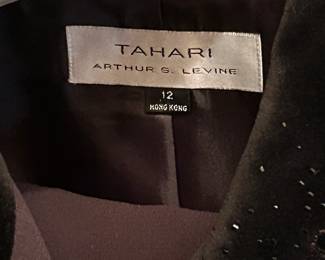 TAHARI
ARTHUR S. LEVINE
12
HONG KONG